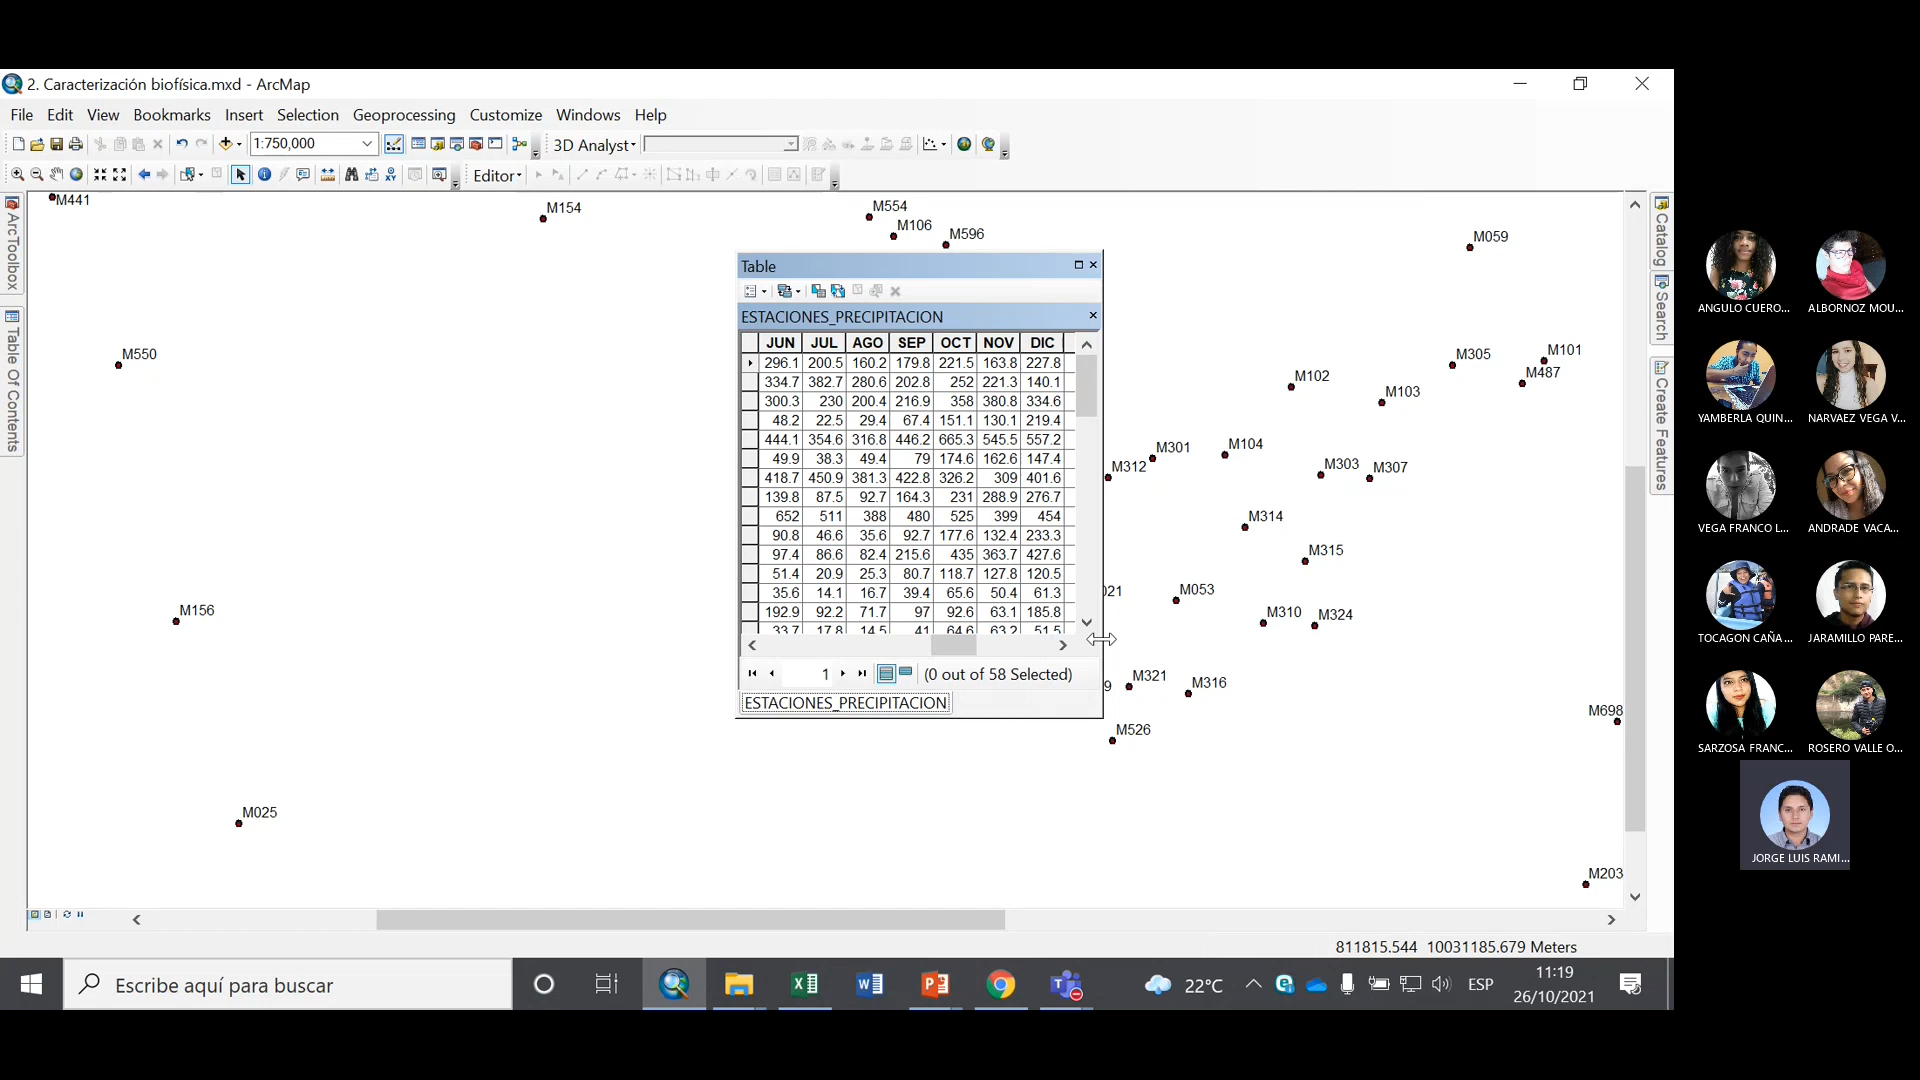 2. Caracterización biofísica.mxd - ArcMap
File Edit View Bookmarks Insert Selection Geoprocessing Customize Windows Help
1:750,000 3D Analyst
Editor
ArcToolbox
Table Of Contents
Catalog
Search
Create Features
M441
M154
M554
M106
M596
M059
M550
M305
M101
M487
M102
M103
M301
M104
M312
M303
M307
M314
M315
M053
M310
M324
M156
M321
M316
M526
M698
M025
M203
021
9
Table
ESTACIONES_PRECIPITACION
JUN JUL AGO SEP OCT NOV DIC
296.1 200.5 160.2 179.8 221.5 163.8 227.8
334.7 382.7 280.6 202.8 252 221.3 140.1
300.3 230 200.4 216.9 358 380.8 334.6
48.2 22.5 29.4 67.4 151.1 130.1 219.4
444.1 354.6 316.8 446.2 665.3 545.5 557.2
49.9 38.3 49.4 79 174.6 162.6 147.4
418.7 450.9 381.3 422.8 326.2 309 401.6
139.8 87.5 92.7 164.3 231 288.9 276.7
652 511 388 480 525 399 454
90.8 46.6 35.6 92.7 177.6 132.4 233.3
97.4 86.6 82.4 215.6 435 363.7 427.6
51.4 20.9 25.3 80.7 118.7 127.8 120.5
35.6 14.1 16.7 39.4 65.6 50.4 61.3
192.9 92.2 71.7 97 92.6 63.1 185.8
33.7 17.8 14.5 41 64.6 63.2 51.5
1 (0 out of 58 Selected)
ESTACIONES_PRECIPITACION
811815.544 10031185.679 Meters
Escribe aquí para buscar
22°C ESP
11:19
26/10/2021
ANGULO CUERO... ALBORNOZ MOU...
YAMBERLA QUIN... NARVAEZ VEGA V...
VEGA FRANCO L... ANDRADE VACA...
TOCAGON CAÑA ... JARAMILLO PARE...
SARZOSA FRANC... ROSERO VALLE O...
JORGE LUIS RAMI...